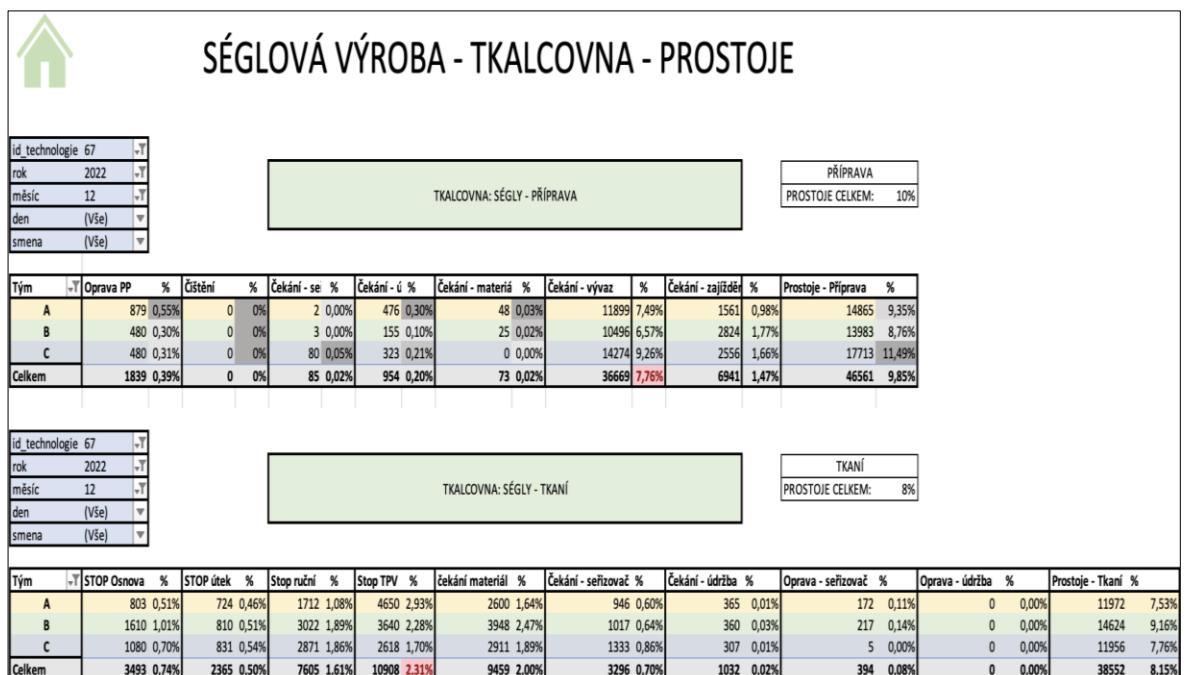 SÉGLOVÁ VÝROBA - TKALCOVNA - PROSTOJE
id_technologie 67
rok 2022
měsíc 12
den (Vše)
smena (Vše)
TKALCOVNA: SÉGLY - PŘÍPRAVA
PŘÍPRAVA
PROSTOJE CELKEM: 10%
Tým Oprava PP % Čištění % Čekání - se % Čekání - ú % Čekání - materiá % Čekání - vývaz % Čekání - zajížděn % Prostoje - Příprava %
A 879 0,55% 0 0% 2 0,00% 476 0,30% 48 0,03% 11899 7,49% 1561 0,98% 14865 9,35%
B 480 0,30% 0 0% 3 0,00% 155 0,10% 25 0,02% 10496 6,57% 2824 1,77% 13983 8,76%
C 480 0,31% 0 0% 80 0,05% 323 0,21% 0 0,00% 14274 9,26% 2556 1,66% 17713 11,49%
Celkem 1839 0,39% 0 0% 85 0,02% 954 0,20% 73 0,02% 36669 7,76% 6941 1,47% 46561 9,85%
id_technologie 67
rok 2022
měsíc 12
den (Vše)
smena (Vše)
TKALCOVNA: SÉGLY - TKANÍ
TKANÍ
PROSTOJE CELKEM: 8%
Tým STOP Osnova % STOP útek % Stop ruční % Stop TPV % čekání materiál % Čekání - seřizovač % Čekání - údržba % Oprava - seřizovač % Oprava - údržba % Prostoje - Tkaní %
A 803 0,51% 724 0,46% 1712 1,08% 4650 2,93% 2600 1,64% 946 0,60% 365 0,01% 172 0,11% 0 0,00% 11972 7,53%
B 1610 1,01% 810 0,51% 3022 1,89% 3640 2,28% 3948 2,47% 1017 0,64% 360 0,03% 217 0,14% 0 0,00% 14624 9,16%
C 1080 0,70% 831 0,54% 2871 1,86% 2618 1,70% 2911 1,89% 1333 0,86% 307 0,01% 5 0,00% 0 0,00% 11956 7,76%
Celkem 3493 0,74% 2365 0,50% 7605 1,61% 10908 2,31% 9459 2,00% 3296 0,70% 1032 0,02% 394 0,08% 0 0,00% 38552 8,15%